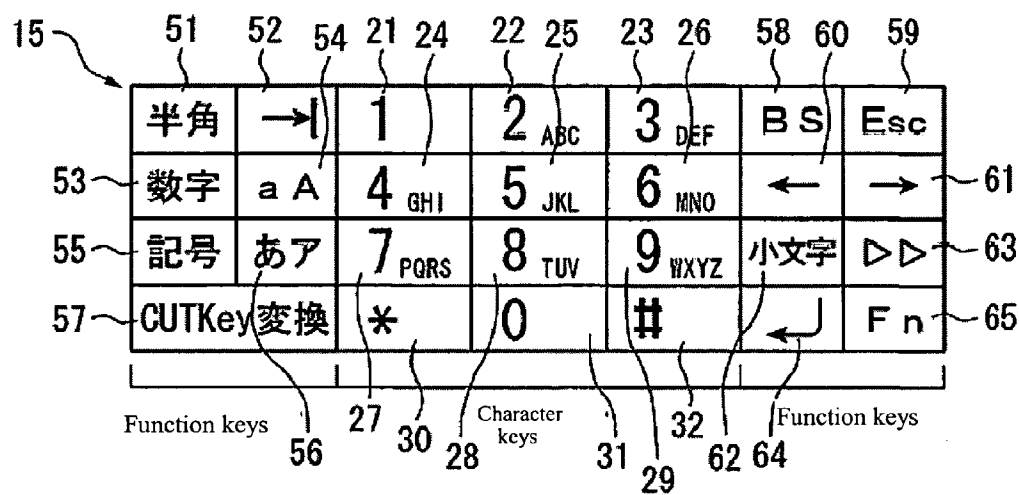 51 52 54 21 24 22 25 23 26 58 60 59
15
半角 →| 1 2 ABC 3 DEF BS Esc
53 数字 aA 4 GHI 5 JKL 6 MNO ← → 61
55 記号 あア 7 PQRS 8 TUV 9 WXYZ 小文字 ▷▷ 63
57 CUTKey変換 * 0 # ↵ Fn 65
Function keys 56 27 30 28 Character keys 31 29 32 62 64 Function keys